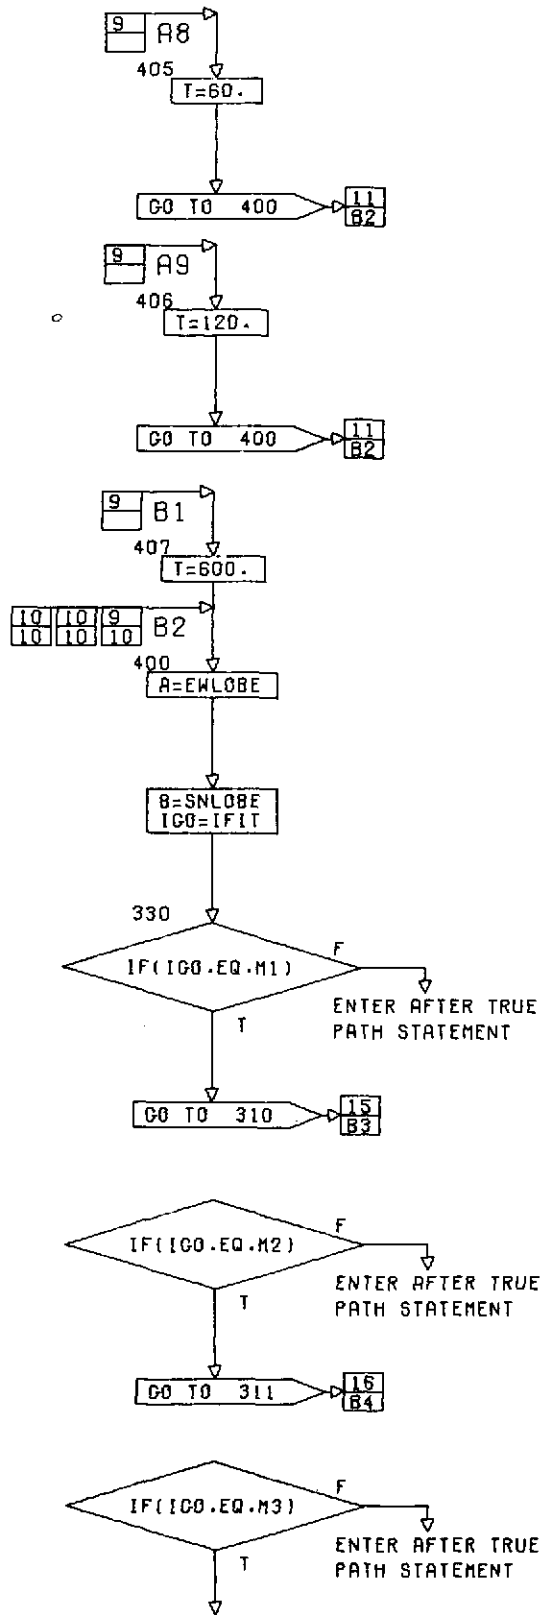 9
A8
405
T=60.
GO TO 400
11
B2
9
A9
406
T=120.
GO TO 400
11
B2
9
B1
407
T=600.
10 10 9
10 10 10
B2
400
A=EWLOBE
B=SNLOBE
IGO=IFIT
330
IF(IGO.EQ.M1)
F
ENTER AFTER TRUE
PATH STATEMENT
T
GO TO 310
15
B3
IF(IGO.EQ.M2)
F
ENTER AFTER TRUE
PATH STATEMENT
T
GO TO 311
16
B4
IF(IGO.EQ.M3)
F
ENTER AFTER TRUE
PATH STATEMENT
T